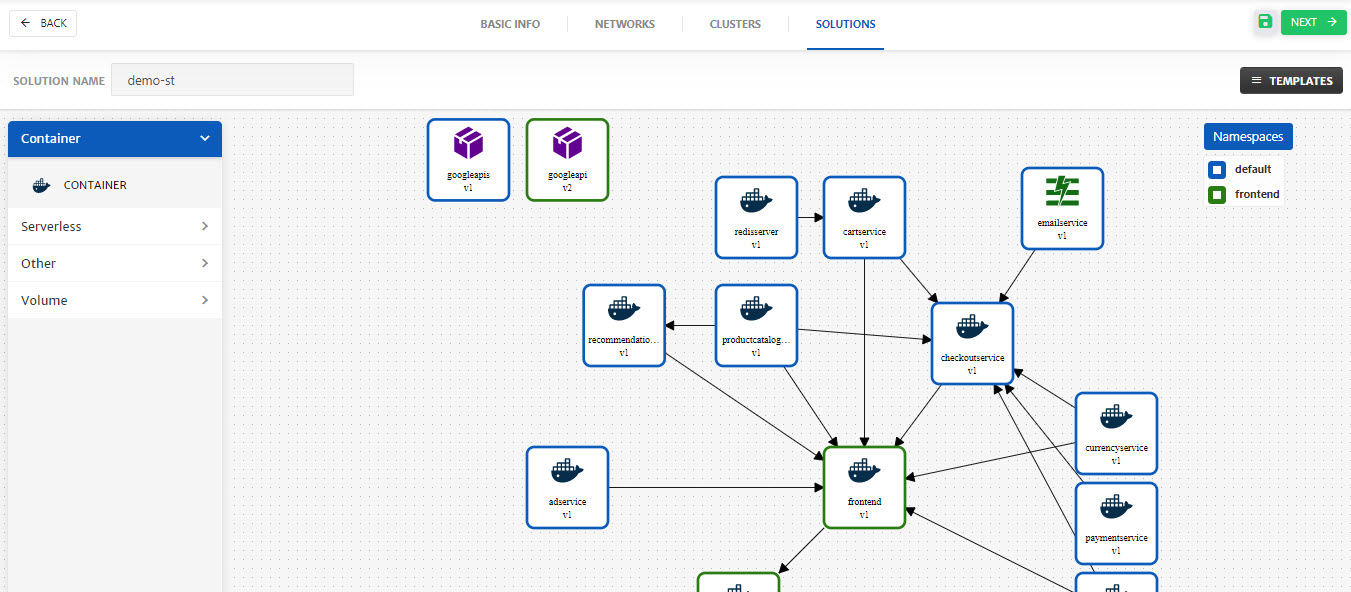 BACK
BASIC INFO
NETWORKS
CLUSTERS
SOLUTIONS
NEXT
SOLUTION NAME
demo-st
TEMPLATES
Container
CONTAINER
Serverless
Other
Volume
googleapis
v1
googleapi
v2
Namespaces
default
frontend
redisserver
v1
cartservice
v1
emailservice
v1
recommendatio...
v1
productcatalog...
v1
checkoutservice
v1
currencyservice
v1
adservice
v1
frontend
v1
paymentservice
v1